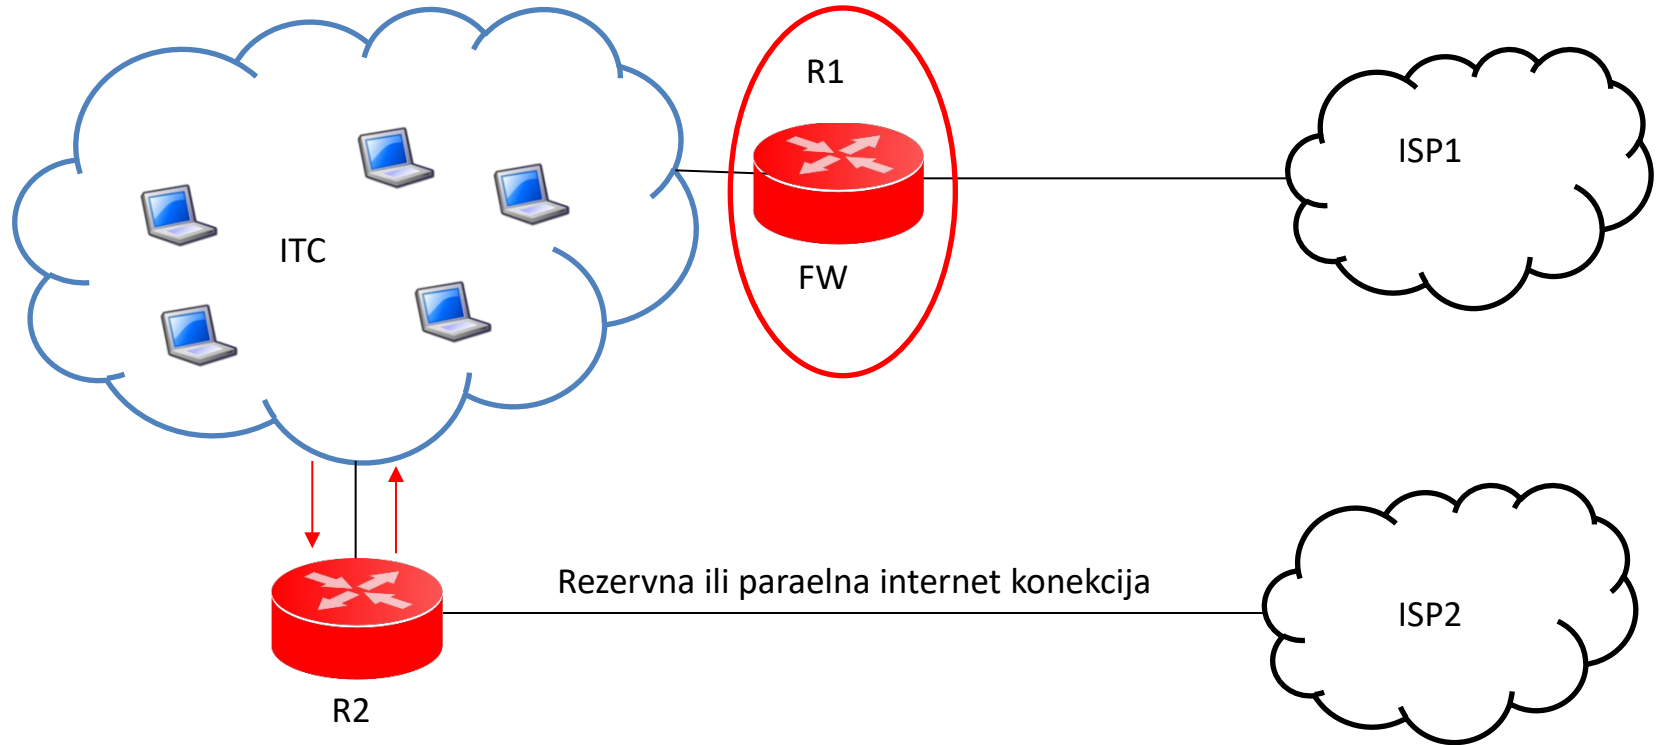 R1
ISP1
ITC
FW
Rezervna ili paraelna internet konekcija
ISP2
R2